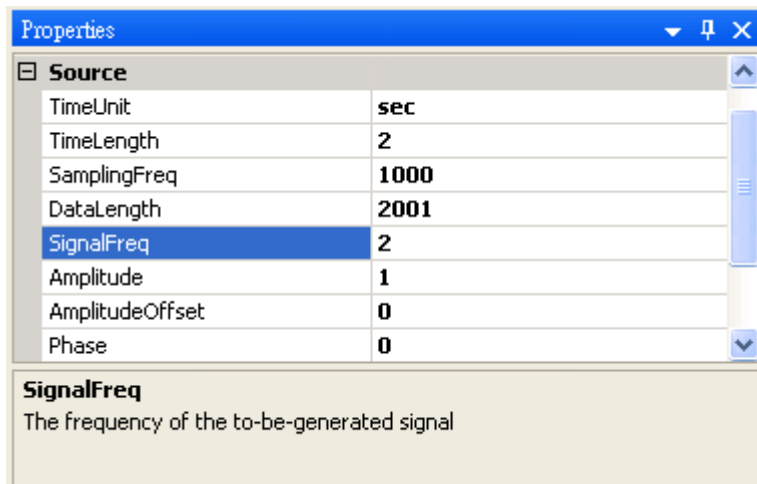 Properties
Source
TimeUnit sec
TimeLength 2
SamplingFreq 1000
DataLength 2001
SignalFreq 2
Amplitude 1
AmplitudeOffset 0
Phase 0
SignalFreq
The frequency of the to-be-generated signal